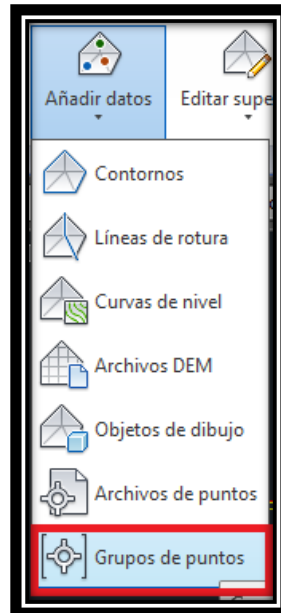 Añadir datos
Editar supe
Contornos
Líneas de rotura
Curvas de nivel
Archivos DEM
Objetos de dibujo
Archivos de puntos
Grupos de puntos